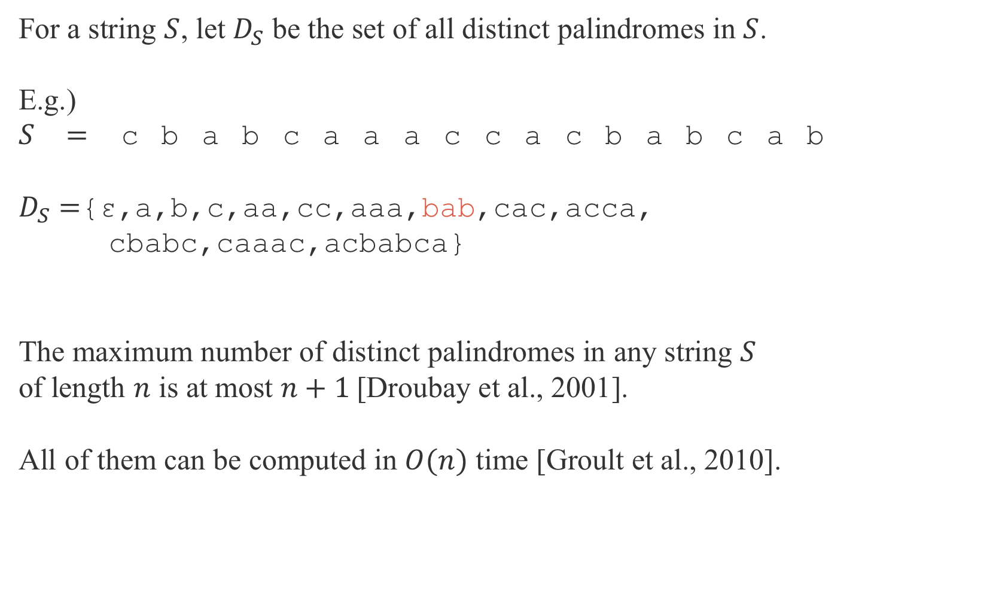 For a string S, let D_S be the set of all distinct palindromes in S.
E.g.)
S = c b a b c a a a c c a c b a b c a b
D_S = {ε,a,b,c,aa,cc,aaa,bab,cac,acca,
cbabc,caaac,acbabca}
The maximum number of distinct palindromes in any string S
of length n is at most n + 1 [Droubay et al., 2001].
All of them can be computed in O(n) time [Groult et al., 2010].